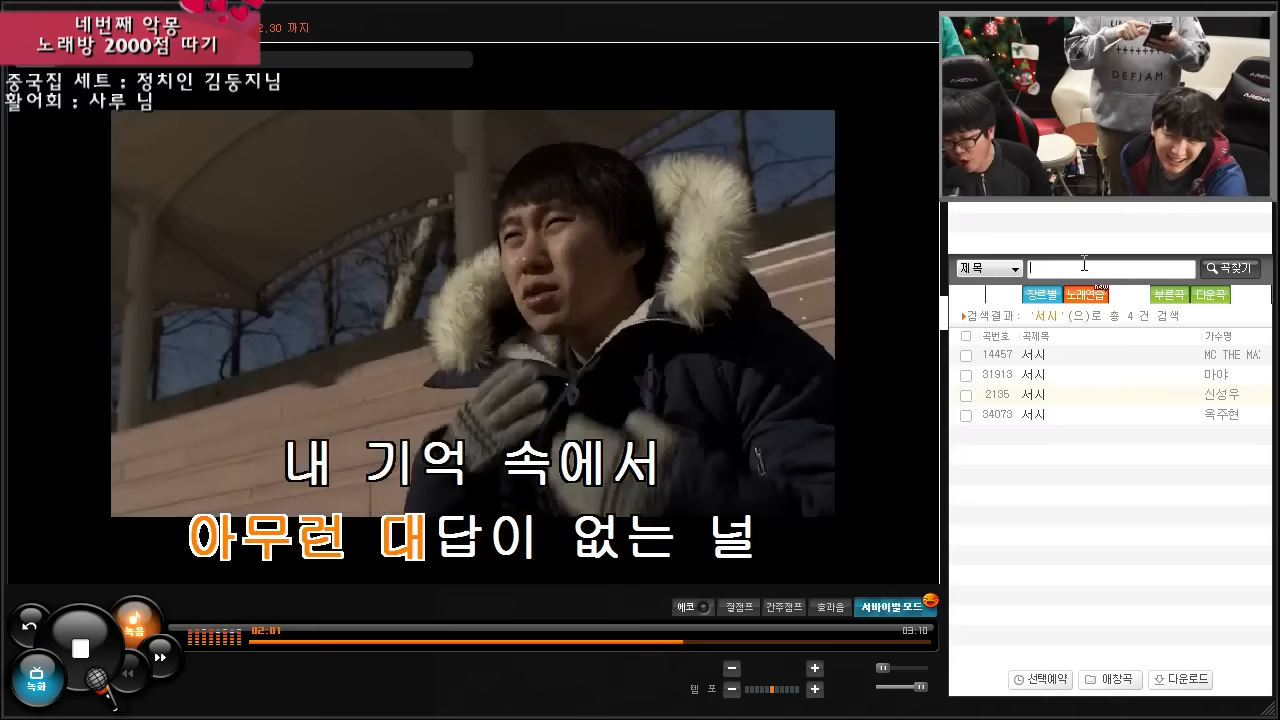 네번째 악몽
노래방 2000점 따기
2.30 까지
중국집 세트 : 정치인 김둥지님
활어회 : 사루 님
ARENA
DEFJAM
ARENA
제목
곡찾기
장르별 노래연습 new 부른곡 다운곡
검색결과 : '서시'(으)로 총 4 건 검색
곡번호 곡제목 가수명
14457 서시 MC THE MA
31913 서시 마야
2135 서시 신성우
34073 서시 옥주현
내 기억 속에서
아무런 대답이 없는 널
에코 절점프 간주점프 효과음 서바이벌 모드
녹음
02:01 03:10
녹화
템 포
선택예약 애창곡 다운로드